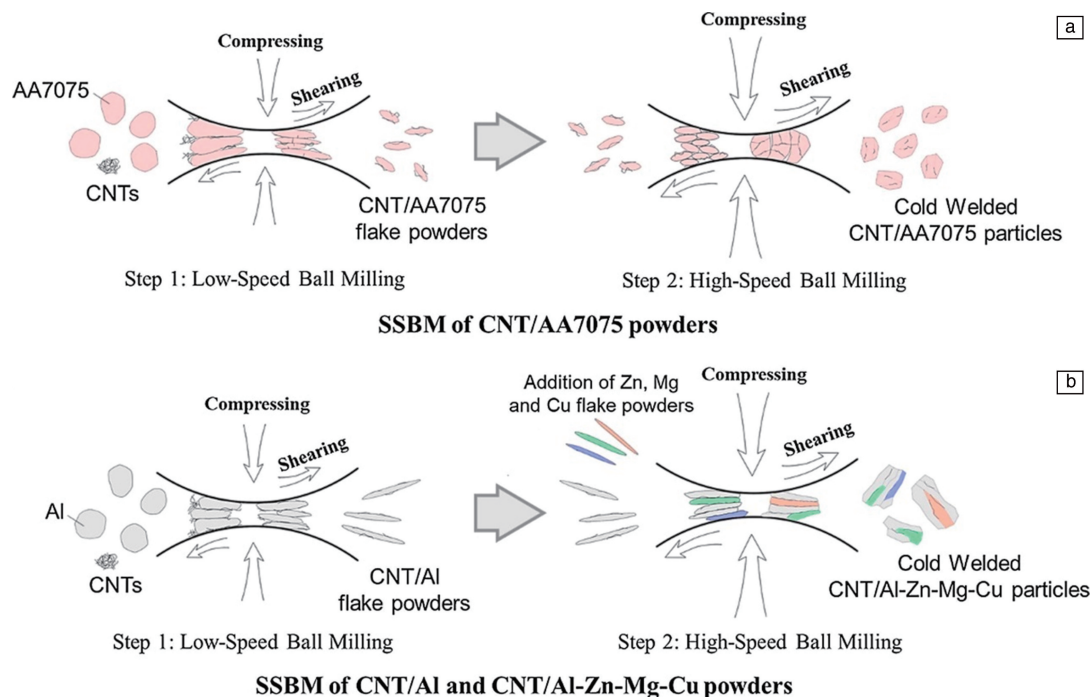 a
Compressing
Shearing
AA7075
CNTs
CNT/AA7075
flake powders
Step 1: Low-Speed Ball Milling
Compressing
Shearing
Cold Welded
CNT/AA7075 particles
Step 2: High-Speed Ball Milling
SSBM of CNT/AA7075 powders
b
Compressing
Shearing
Al
CNTs
CNT/Al
flake powders
Step 1: Low-Speed Ball Milling
Addition of Zn, Mg
and Cu flake powders
Compressing
Shearing
Cold Welded
CNT/Al-Zn-Mg-Cu particles
Step 2: High-Speed Ball Milling
SSBM of CNT/Al and CNT/Al-Zn-Mg-Cu powders